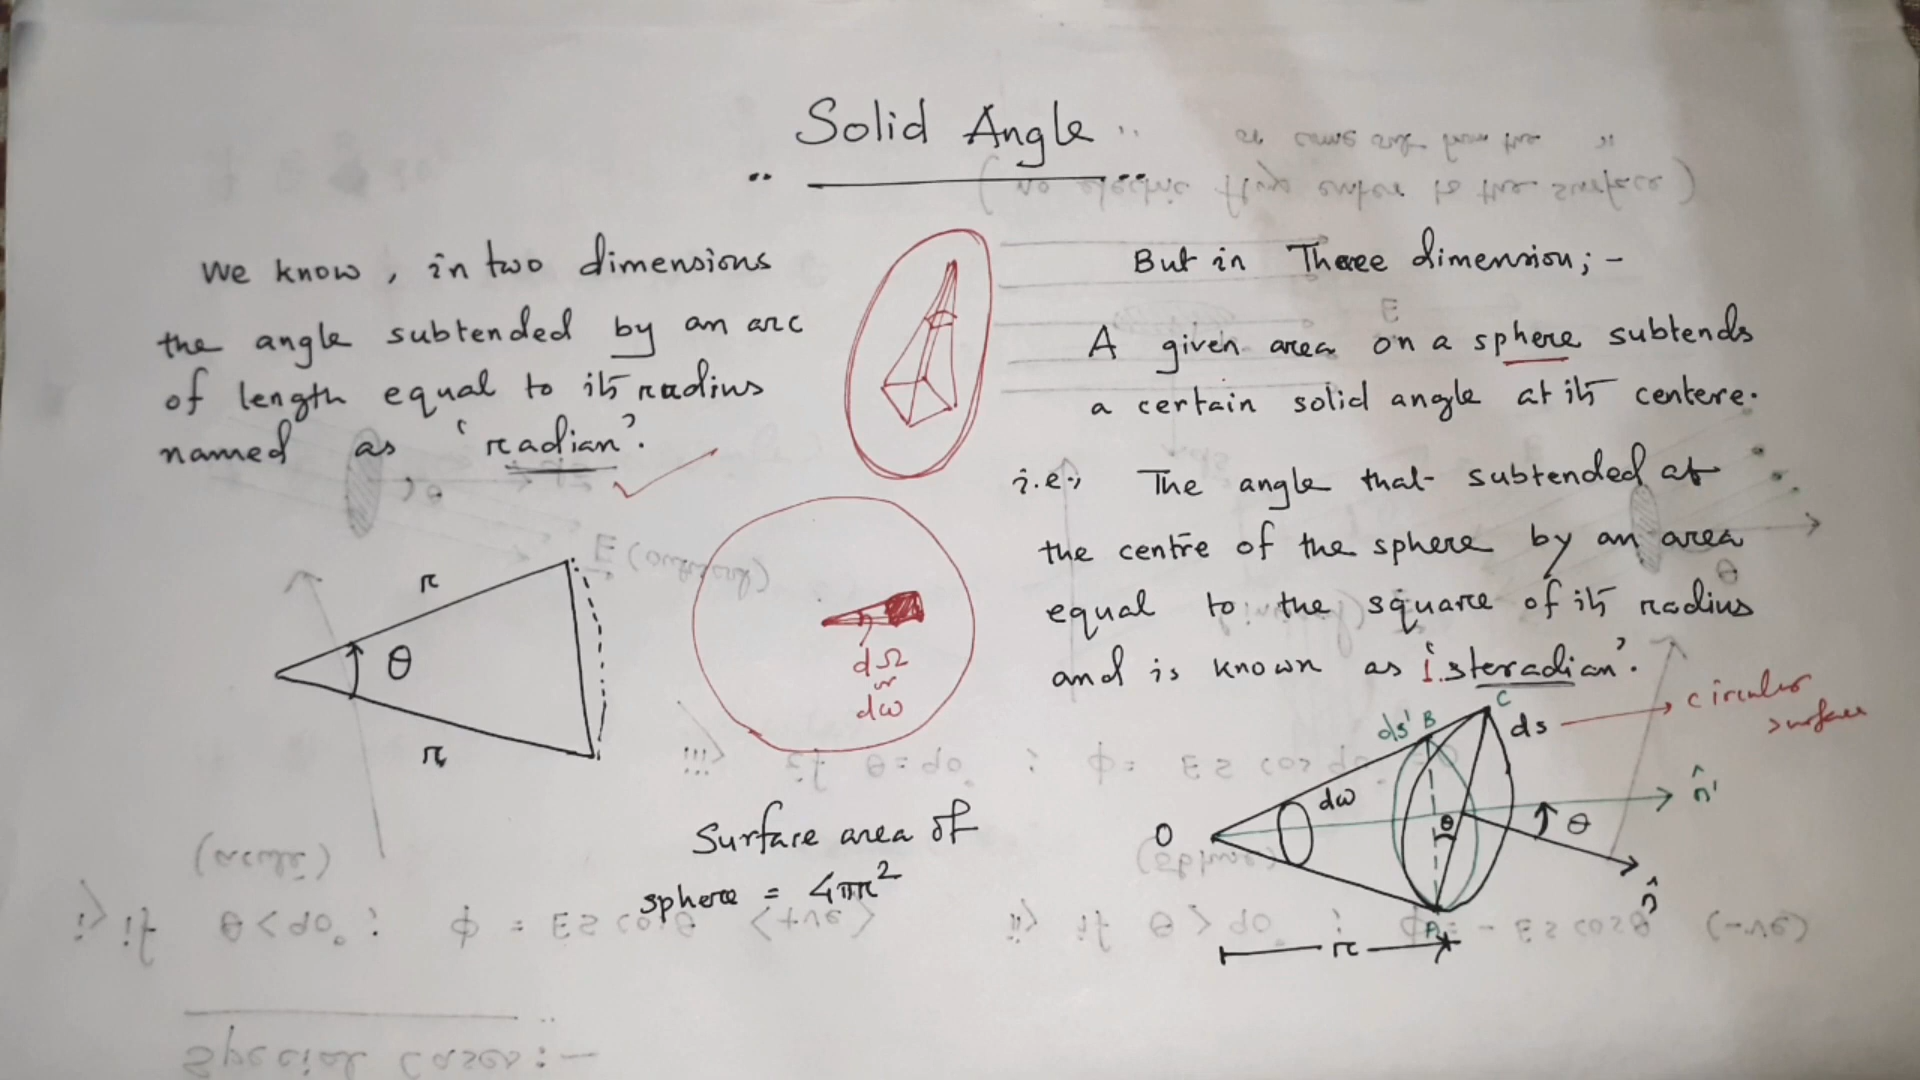 Solid Angle
We know, in two dimensions
the angle subtended by an arc
of length equal to its radius
named as 'radian'.
r
θ
r
dΩ
or
dω
Surface area of
sphere = 4πr²
But in Three dimension; -
A given area on a sphere subtends
a certain solid angle at its centere.
i.e., The angle that subtended at
the centre of the sphere by an area
equal to the square of its radius
and is known as 'steradian'.
ds' B C ds → circular
surface
O dω θ θ n̂'
n̂
A
r